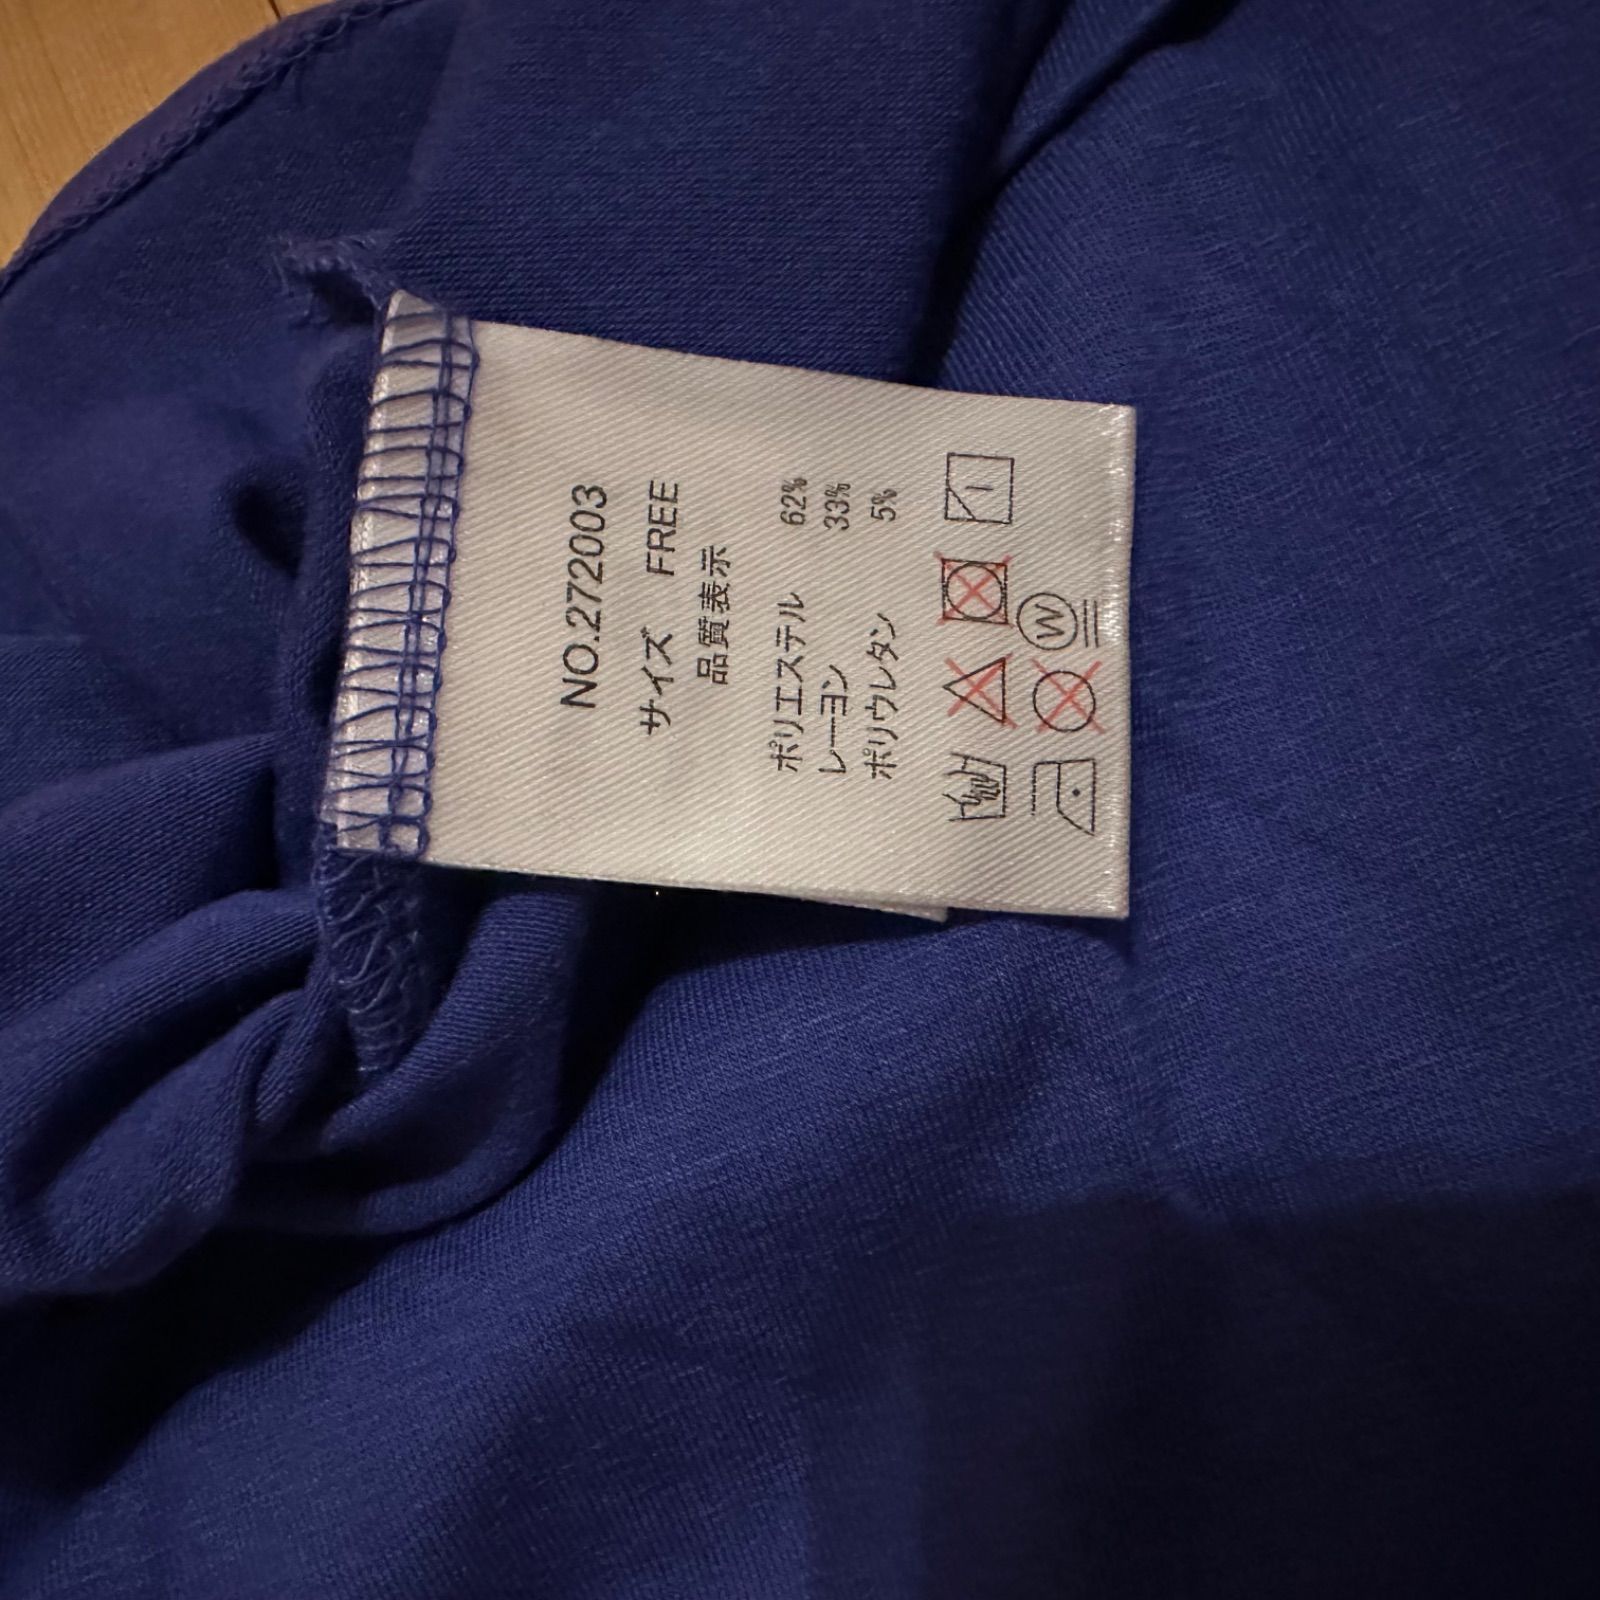 NO.272003
サイズ FREE
品質表示
ポリエステル 62%
レーヨン 33%
ポリウレタン 5%
W